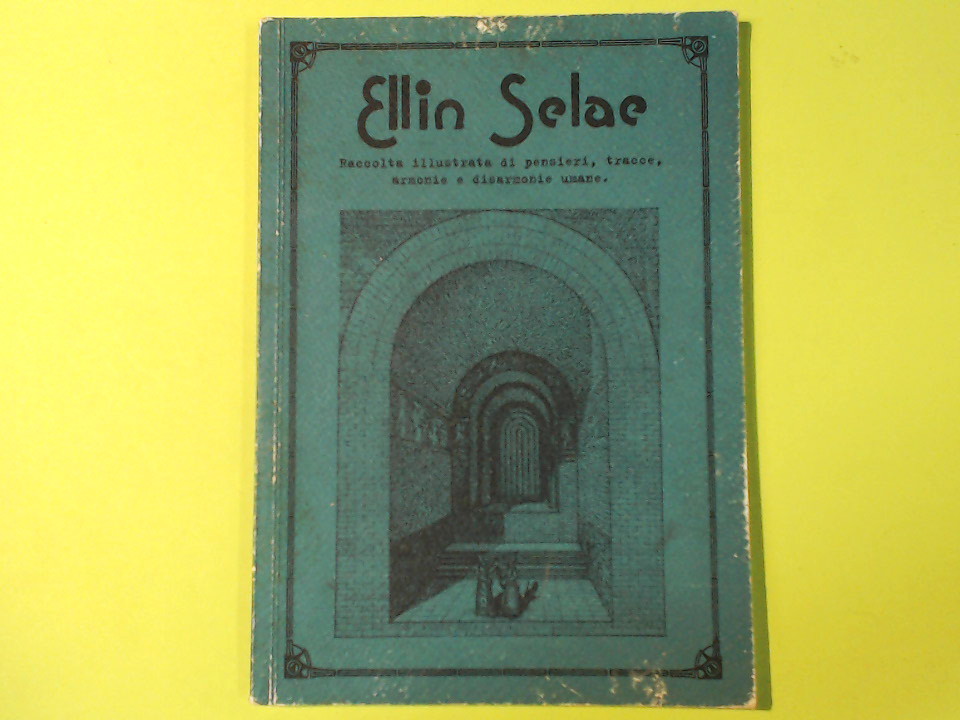 Ellin Selae
Raccolta illustrata di pensieri, tracce,
armonie e disarmonie umane.